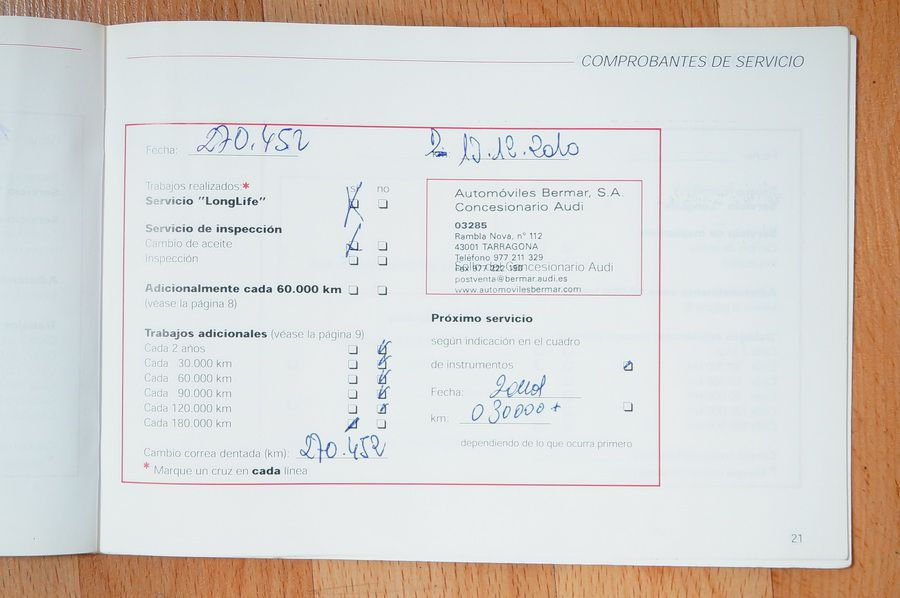 COMPROBANTES DE SERVICIO
Fecha: 270.452
17.12.2010
Trabajos realizados:*
sí no
Servicio "LongLife"
Servicio de inspección
Cambio de aceite
Inspección
Adicionalmente cada 60.000 km
(véase la página 8)
Trabajos adicionales (véase la página 9)
Cada 2 años
Cada 30.000 km
Cada 60.000 km
Cada 90.000 km
Cada 120.000 km
Cada 180.000 km
Cambio correa dentada (km): 270.452
* Marque un cruz en cada línea
Automóviles Bermar, S.A.
Concesionario Audi
03285
Rambla Nova, nº 112
43001 TARRAGONA
Teléfono 977 211 329
Fax 977 222 190
Concesionario Audi
postventa@bermar.audi.es
www.automovilesbermar.com
Próximo servicio
según indicación en el cuadro
de instrumentos
Fecha:
km: 030000 +
dependiendo de lo que ocurra primero
21